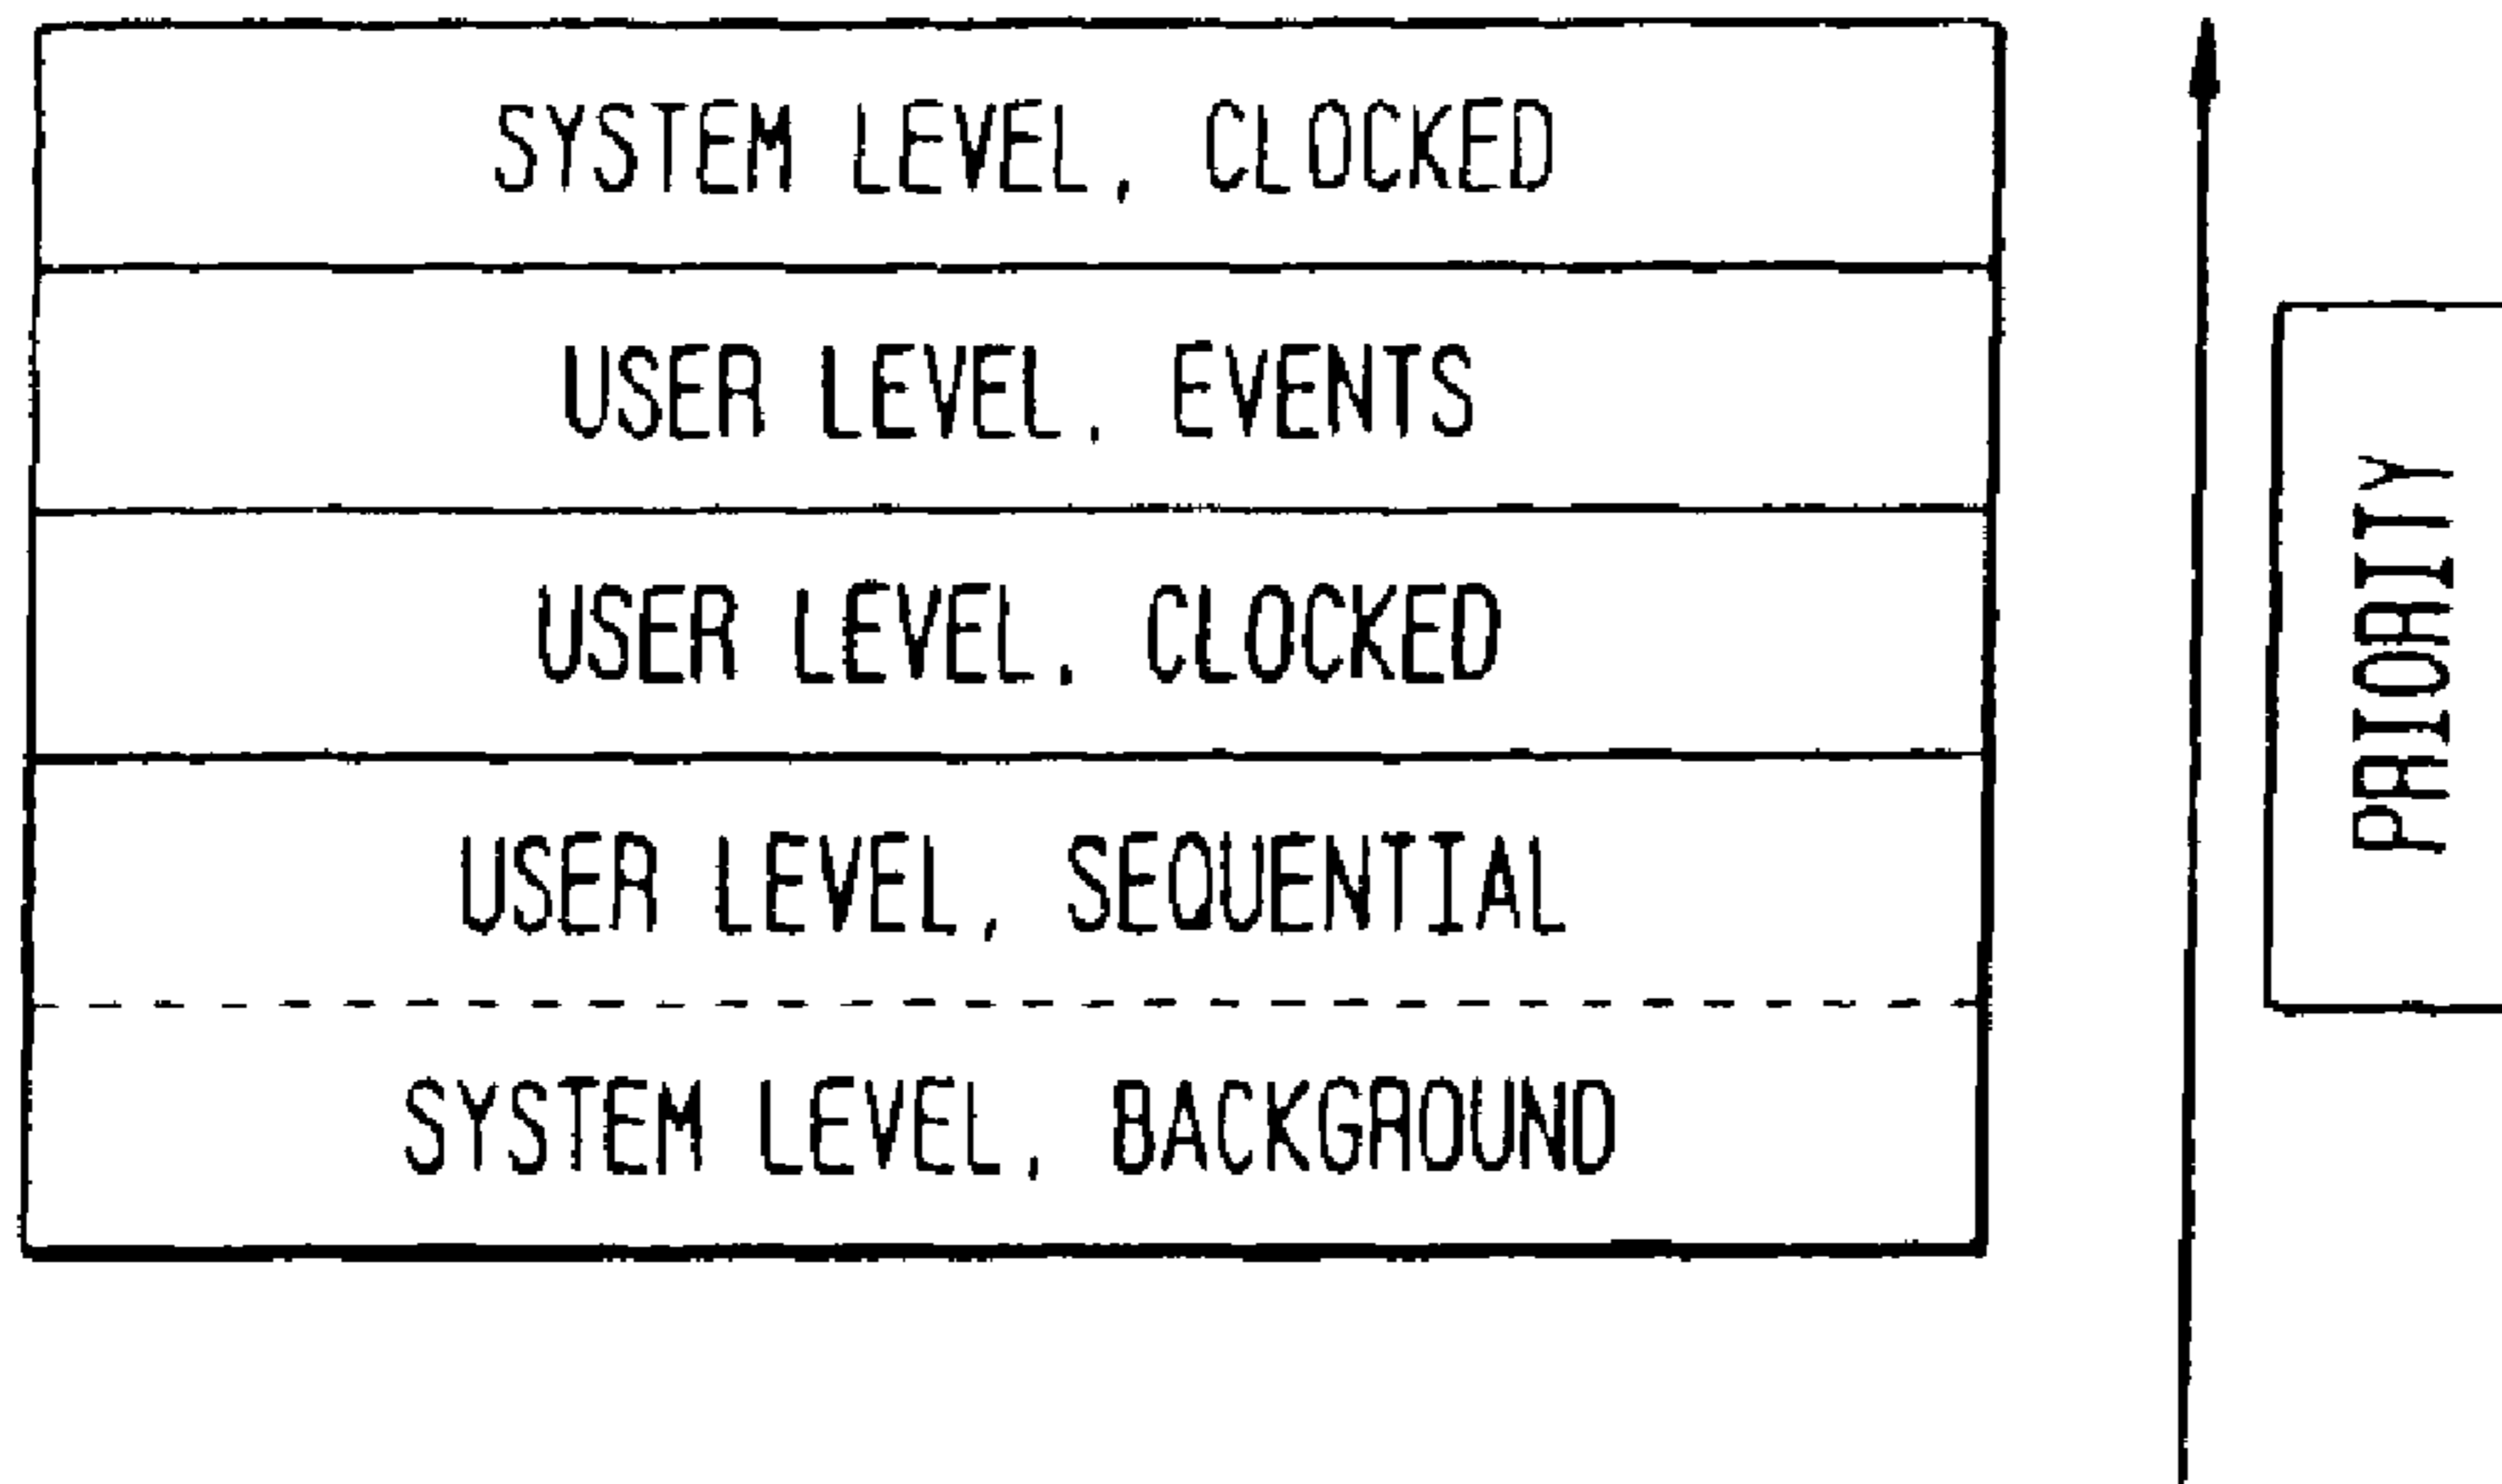 SYSTEM LEVEL, CLOCKED
USER LEVEL, EVENTS
USER LEVEL, CLOCKED
USER LEVEL, SEQUENTIAL
SYSTEM LEVEL, BACKGROUND
PRIORITY